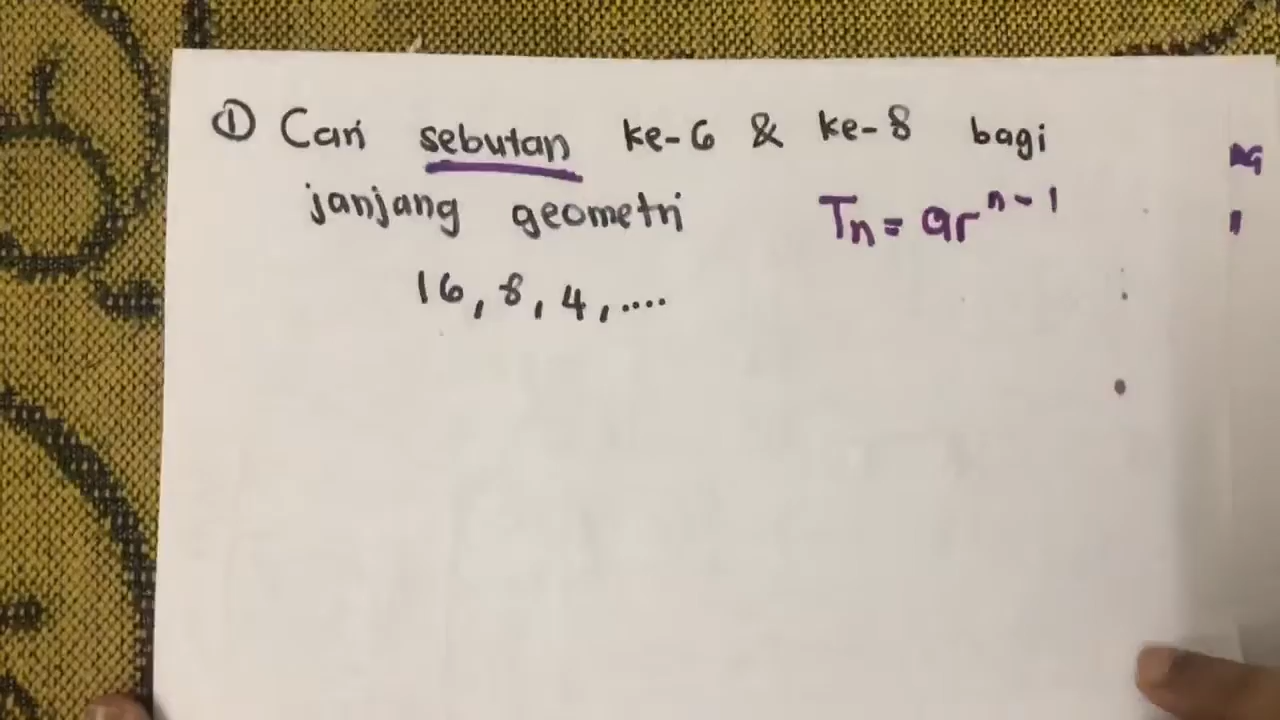 ① Cari sebutan ke-6 & ke-8 bagi
janjang geometri
Tn = ar^n-1
16, 8, 4, ....